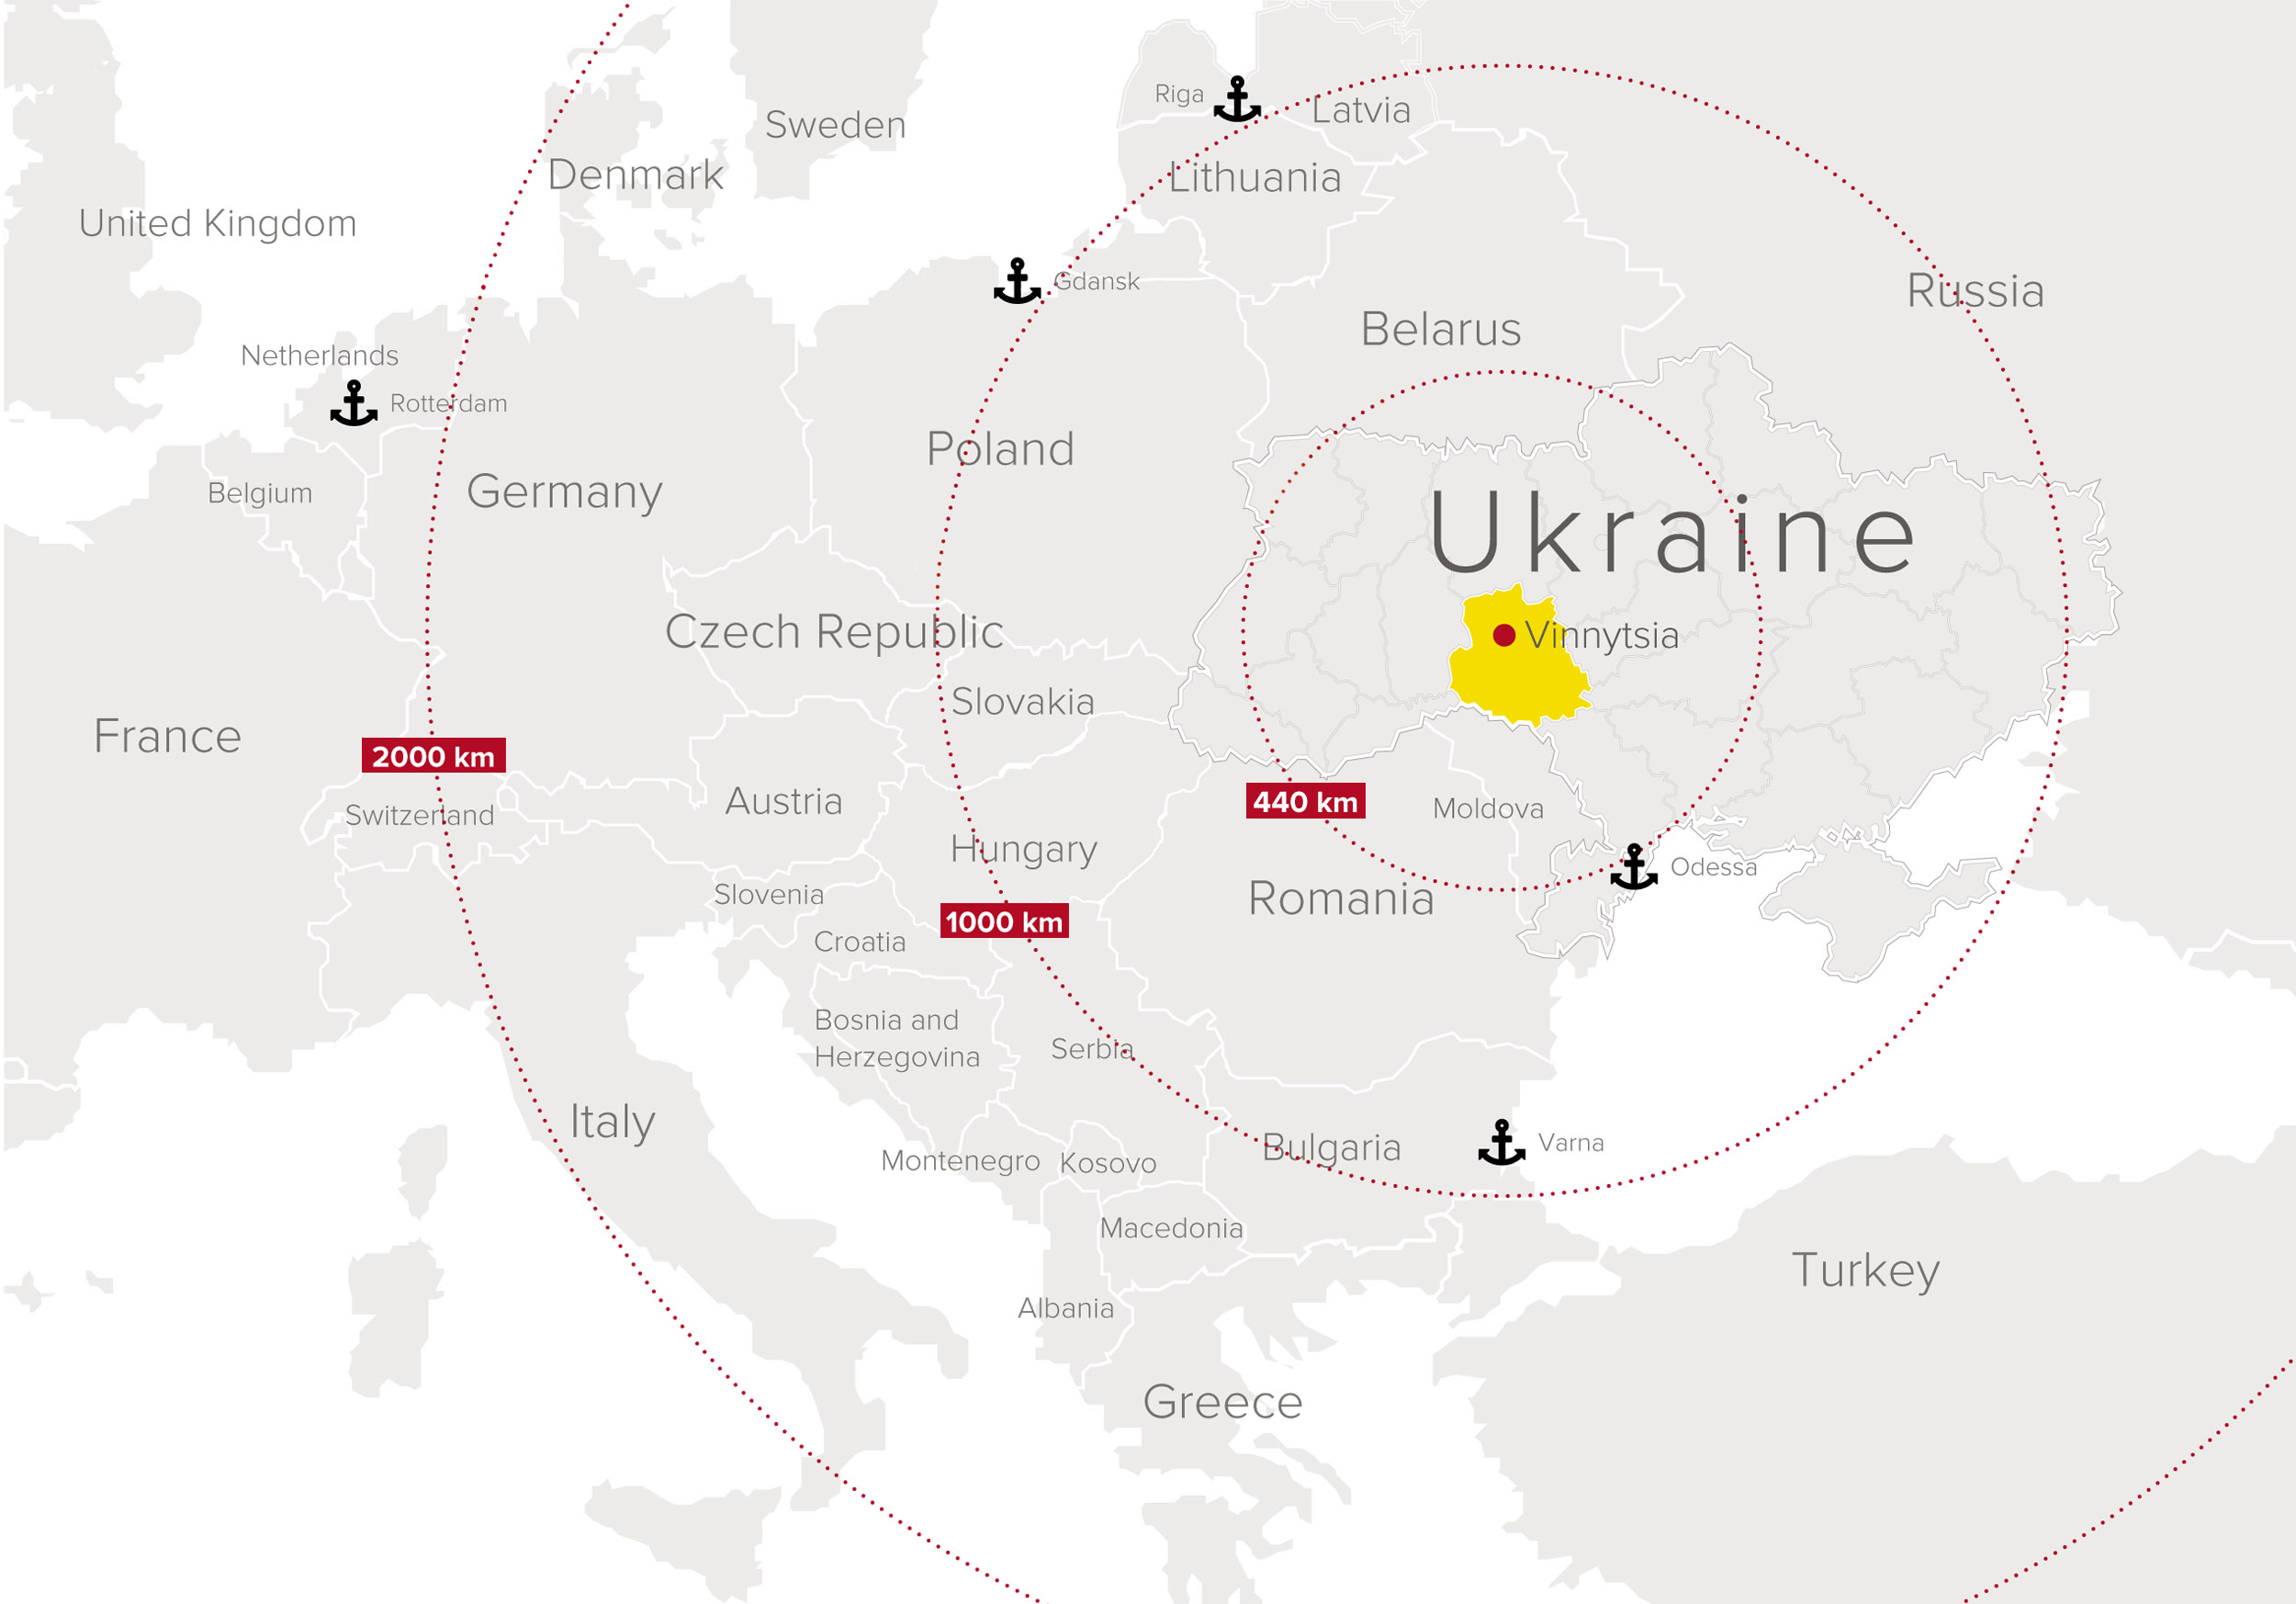 Riga
Latvia
Sweden
Denmark
Lithuania
United Kingdom
Gdansk
Russia
Belarus
Netherlands
Rotterdam
Poland
Germany
Belgium
Ukraine
Czech Republic
Vinnytsia
Slovakia
France
2000 km
Austria
440 km
Moldova
Switzerland
Hungary
Odessa
Slovenia
Romania
1000 km
Croatia
Bosnia and
Herzegovina
Serbia
Italy
Bulgaria
Varna
Montenegro
Kosovo
Macedonia
Turkey
Albania
Greece